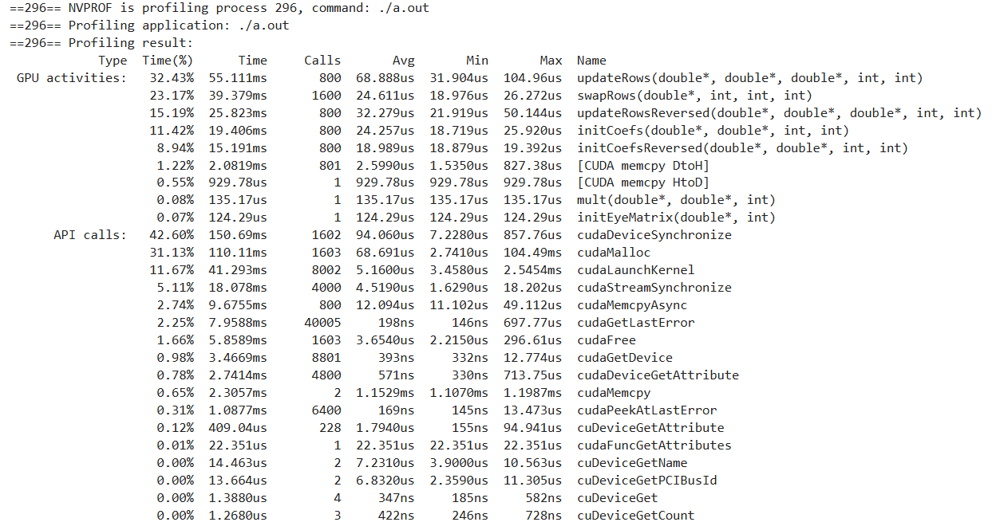 ==296== NVPROF is profiling process 296, command: ./a.out
==296== Profiling application: ./a.out
==296== Profiling result:
Type Time(%) Time Calls Avg Min Max Name
GPU activities: 32.43% 55.111ms 800 68.888us 31.904us 104.96us updateRows(double*, double*, double*, int, int)
23.17% 39.379ms 1600 24.611us 18.976us 26.272us swapRows(double*, int, int, int)
15.19% 25.823ms 800 32.279us 21.919us 50.144us updateRowsReversed(double*, double*, double*, int, int)
11.42% 19.406ms 800 24.257us 18.719us 25.920us initCoefs(double*, double*, int, int)
8.94% 15.191ms 800 18.989us 18.879us 19.392us initCoefsReversed(double*, double*, int, int)
1.22% 2.0819ms 801 2.5990us 1.5350us 827.38us [CUDA memcpy DtoH]
0.55% 929.78us 1 929.78us 929.78us 929.78us [CUDA memcpy HtoD]
0.08% 135.17us 1 135.17us 135.17us 135.17us mult(double*, double*, int)
0.07% 124.29us 1 124.29us 124.29us 124.29us initEyeMatrix(double*, int)
API calls: 42.60% 150.69ms 1602 94.060us 7.2280us 857.76us cudaDeviceSynchronize
31.13% 110.11ms 1603 68.691us 2.7410us 104.49ms cudaMalloc
11.67% 41.293ms 8002 5.1600us 3.4580us 2.5454ms cudaLaunchKernel
5.11% 18.078ms 4000 4.5190us 1.6290us 18.202us cudaStreamSynchronize
2.74% 9.6755ms 800 12.094us 11.102us 49.112us cudaMemcpyAsync
2.25% 7.9588ms 40005 198ns 146ns 697.77us cudaGetLastError
1.66% 5.8589ms 1603 3.6540us 2.2150us 296.61us cudaFree
0.98% 3.4669ms 8801 393ns 332ns 12.774us cudaGetDevice
0.78% 2.7414ms 4800 571ns 330ns 713.75us cudaDeviceGetAttribute
0.65% 2.3057ms 2 1.1529ms 1.1070ms 1.1987ms cudaMemcpy
0.31% 1.0877ms 6400 169ns 145ns 13.473us cudaPeekAtLastError
0.12% 409.04us 228 1.7940us 155ns 94.941us cuDeviceGetAttribute
0.01% 22.351us 1 22.351us 22.351us 22.351us cudaFuncGetAttributes
0.00% 14.463us 2 7.2310us 3.9000us 10.563us cuDeviceGetName
0.00% 13.664us 2 6.8320us 2.3590us 11.305us cuDeviceGetPCIBusId
0.00% 1.3880us 4 347ns 185ns 582ns cuDeviceGet
0.00% 1.2680us 3 422ns 246ns 728ns cuDeviceGetCount